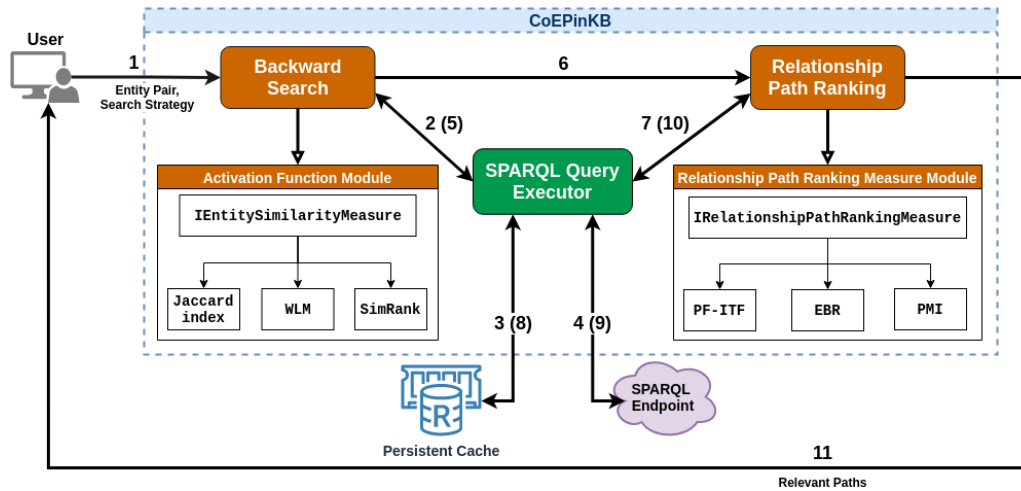 CoEPinKB
User
1
Entity Pair,
Search Strategy
Backward
Search
6
Relationship
Path Ranking
2 (5)
7 (10)
SPARQL Query
Executor
Activation Function Module
IEntitySimilarityMeasure
Jaccard
index
WLM
SimRank
Relationship Path Ranking Measure Module
IRelationshipPathRankingMeasure
PF-ITF
EBR
PMI
3 (8)
4 (9)
R
Persistent Cache
SPARQL
Endpoint
11
Relevant Paths